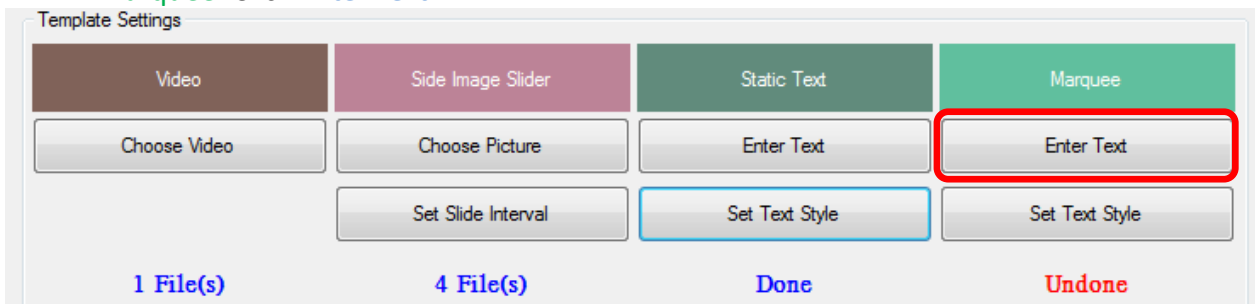 Template Settings
Video Side Image Slider Static Text Marquee
Choose Video Choose Picture Enter Text Enter Text
Set Slide Interval Set Text Style Set Text Style
1 File(s) 4 File(s) Done Undone